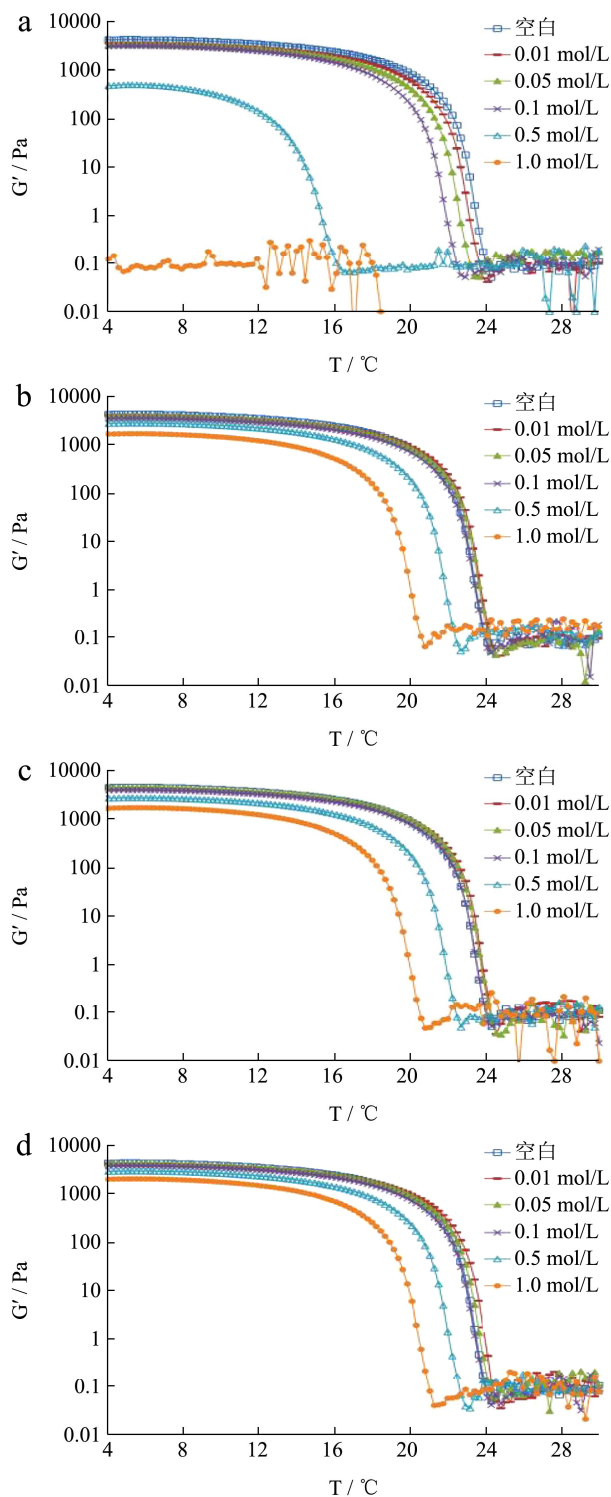 a
10000
1000
100
10
1
0.1
0.01
G′ / Pa
空白
0.01 mol/L
0.05 mol/L
0.1 mol/L
0.5 mol/L
1.0 mol/L
4 8 12 16 20 24 28
T / ℃
b
10000
1000
100
10
1
0.1
0.01
G′ / Pa
空白
0.01 mol/L
0.05 mol/L
0.1 mol/L
0.5 mol/L
1.0 mol/L
4 8 12 16 20 24 28
T / ℃
c
10000
1000
100
10
1
0.1
0.01
G′ / Pa
空白
0.01 mol/L
0.05 mol/L
0.1 mol/L
0.5 mol/L
1.0 mol/L
4 8 12 16 20 24 28
T / ℃
d
10000
1000
100
10
1
0.1
0.01
G′ / Pa
空白
0.01 mol/L
0.05 mol/L
0.1 mol/L
0.5 mol/L
1.0 mol/L
4 8 12 16 20 24 28
T / ℃